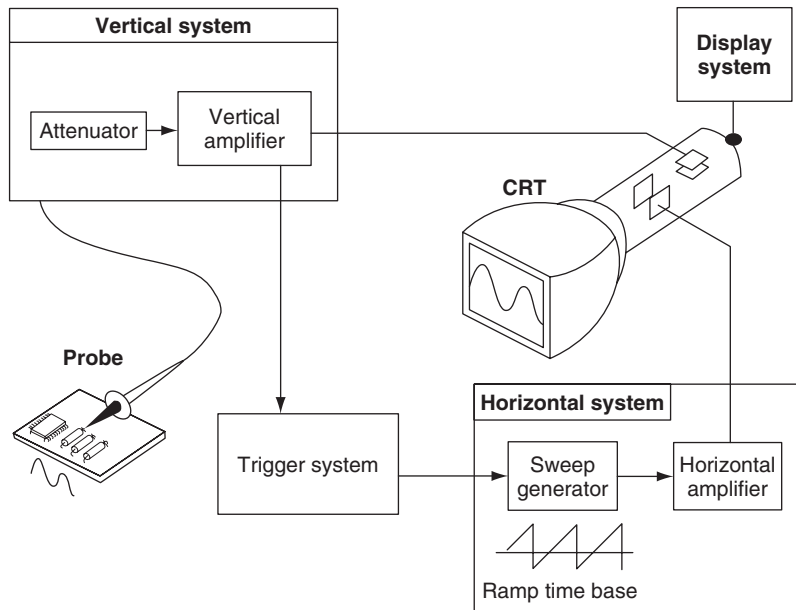 Vertical system
Attenuator
Vertical
amplifier
Display
system
CRT
Probe
Trigger system
Horizontal system
Sweep
generator
Horizontal
amplifier
Ramp time base